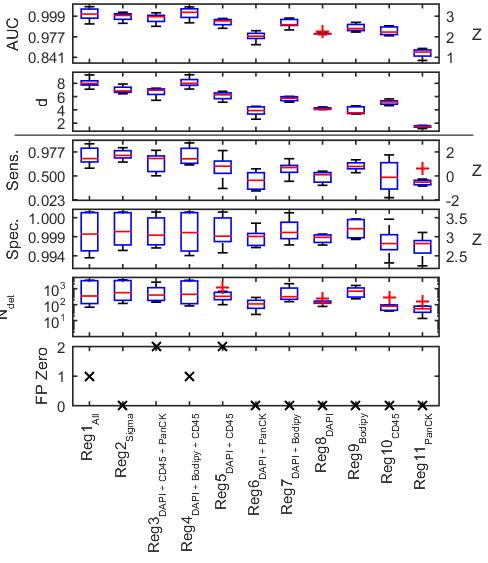 AUC
0.999
0.977
0.841
3
2
1
Z
d
8
6
4
2
Sens.
0.977
0.500
0.023
2
0
-2
Z
Spec.
1.000
0.999
0.994
3.5
3
2.5
Z
Ndel
10³
10²
10¹
FP Zero
2
1
0
Reg1All
Reg2Sigma
Reg3DAPI + CD45 + PanCK
Reg4DAPI + Bodipy + CD45
Reg5DAPI + CD45
Reg6DAPI + PanCK
Reg7DAPI + Bodipy
Reg8DAPI
Reg9Bodipy
Reg10CD45
Reg11PanCK